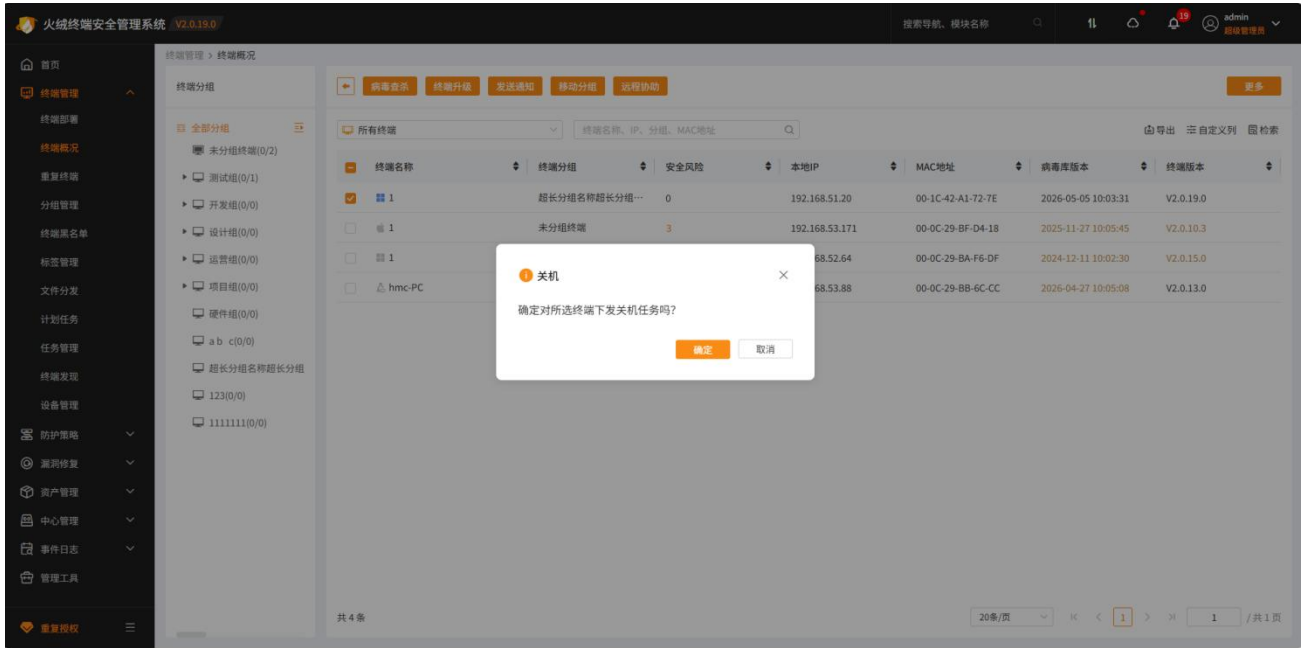 火绒终端安全管理系统 V2.0.19.0
搜索导航、模块名称
19
admin
超级管理员
首页
终端管理
终端部署
终端概况
重复终端
分组管理
终端黑名单
标签管理
文件分发
计划任务
任务管理
终端发现
设备管理
防护策略
漏洞修复
资产管理
中心管理
事件日志
管理工具
重复授权
终端管理 > 终端概况
终端分组
全部分组
未分组终端(0/2)
测试组(0/1)
开发组(0/0)
设计组(0/0)
运营组(0/0)
项目组(0/0)
硬件组(0/0)
a b c(0/0)
超长分组名称超长分组
123(0/0)
1111111(0/0)
病毒查杀 终端升级 发送通知 移动分组 远程协助 更多
所有终端 终端名称、IP、分组、MAC地址 导出 自定义列 检索
终端名称 终端分组 安全风险 本地IP MAC地址 病毒库版本 终端版本
1 超长分组名称超长分组… 0 192.168.51.20 00-1C-42-A1-72-7E 2026-05-05 10:03:31 V2.0.19.0
1 未分组终端 3 192.168.53.171 00-0C-29-BF-D4-18 2025-11-27 10:05:45 V2.0.10.3
1 68.52.64 00-0C-29-BA-F6-DF 2024-12-11 10:02:30 V2.0.15.0
hmc-PC 68.53.88 00-0C-29-BB-6C-CC 2026-04-27 10:05:08 V2.0.13.0
关机
确定对所选终端下发关机任务吗?
确定 取消
共 4 条 20条/页 1 1 / 共 1 页